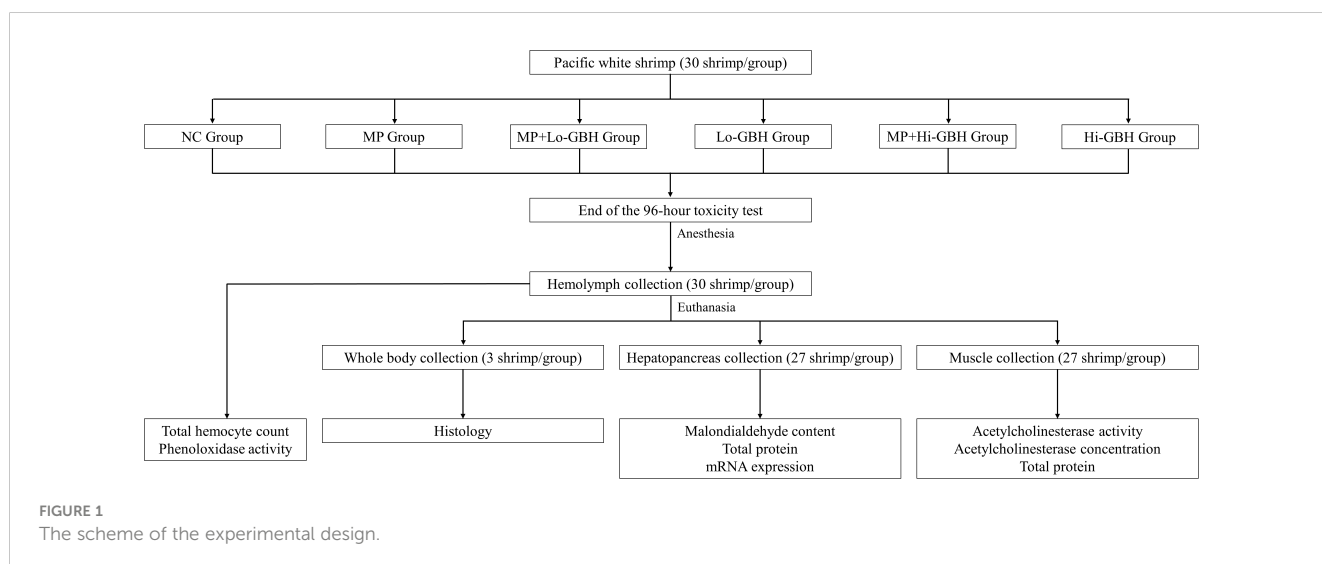 Pacific white shrimp (30 shrimp/group)
NC Group
MP Group
MP+Lo-GBH Group
Lo-GBH Group
MP+Hi-GBH Group
Hi-GBH Group
End of the 96-hour toxicity test
Anesthesia
Hemolymph collection (30 shrimp/group)
Euthanasia
Whole body collection (3 shrimp/group)
Hepatopancreas collection (27 shrimp/group)
Muscle collection (27 shrimp/group)
Total hemocyte count
Phenoloxidase activity
Histology
Malondialdehyde content
Total protein
mRNA expression
Acetylcholinesterase activity
Acetylcholinesterase concentration
Total protein
FIGURE 1
The scheme of the experimental design.